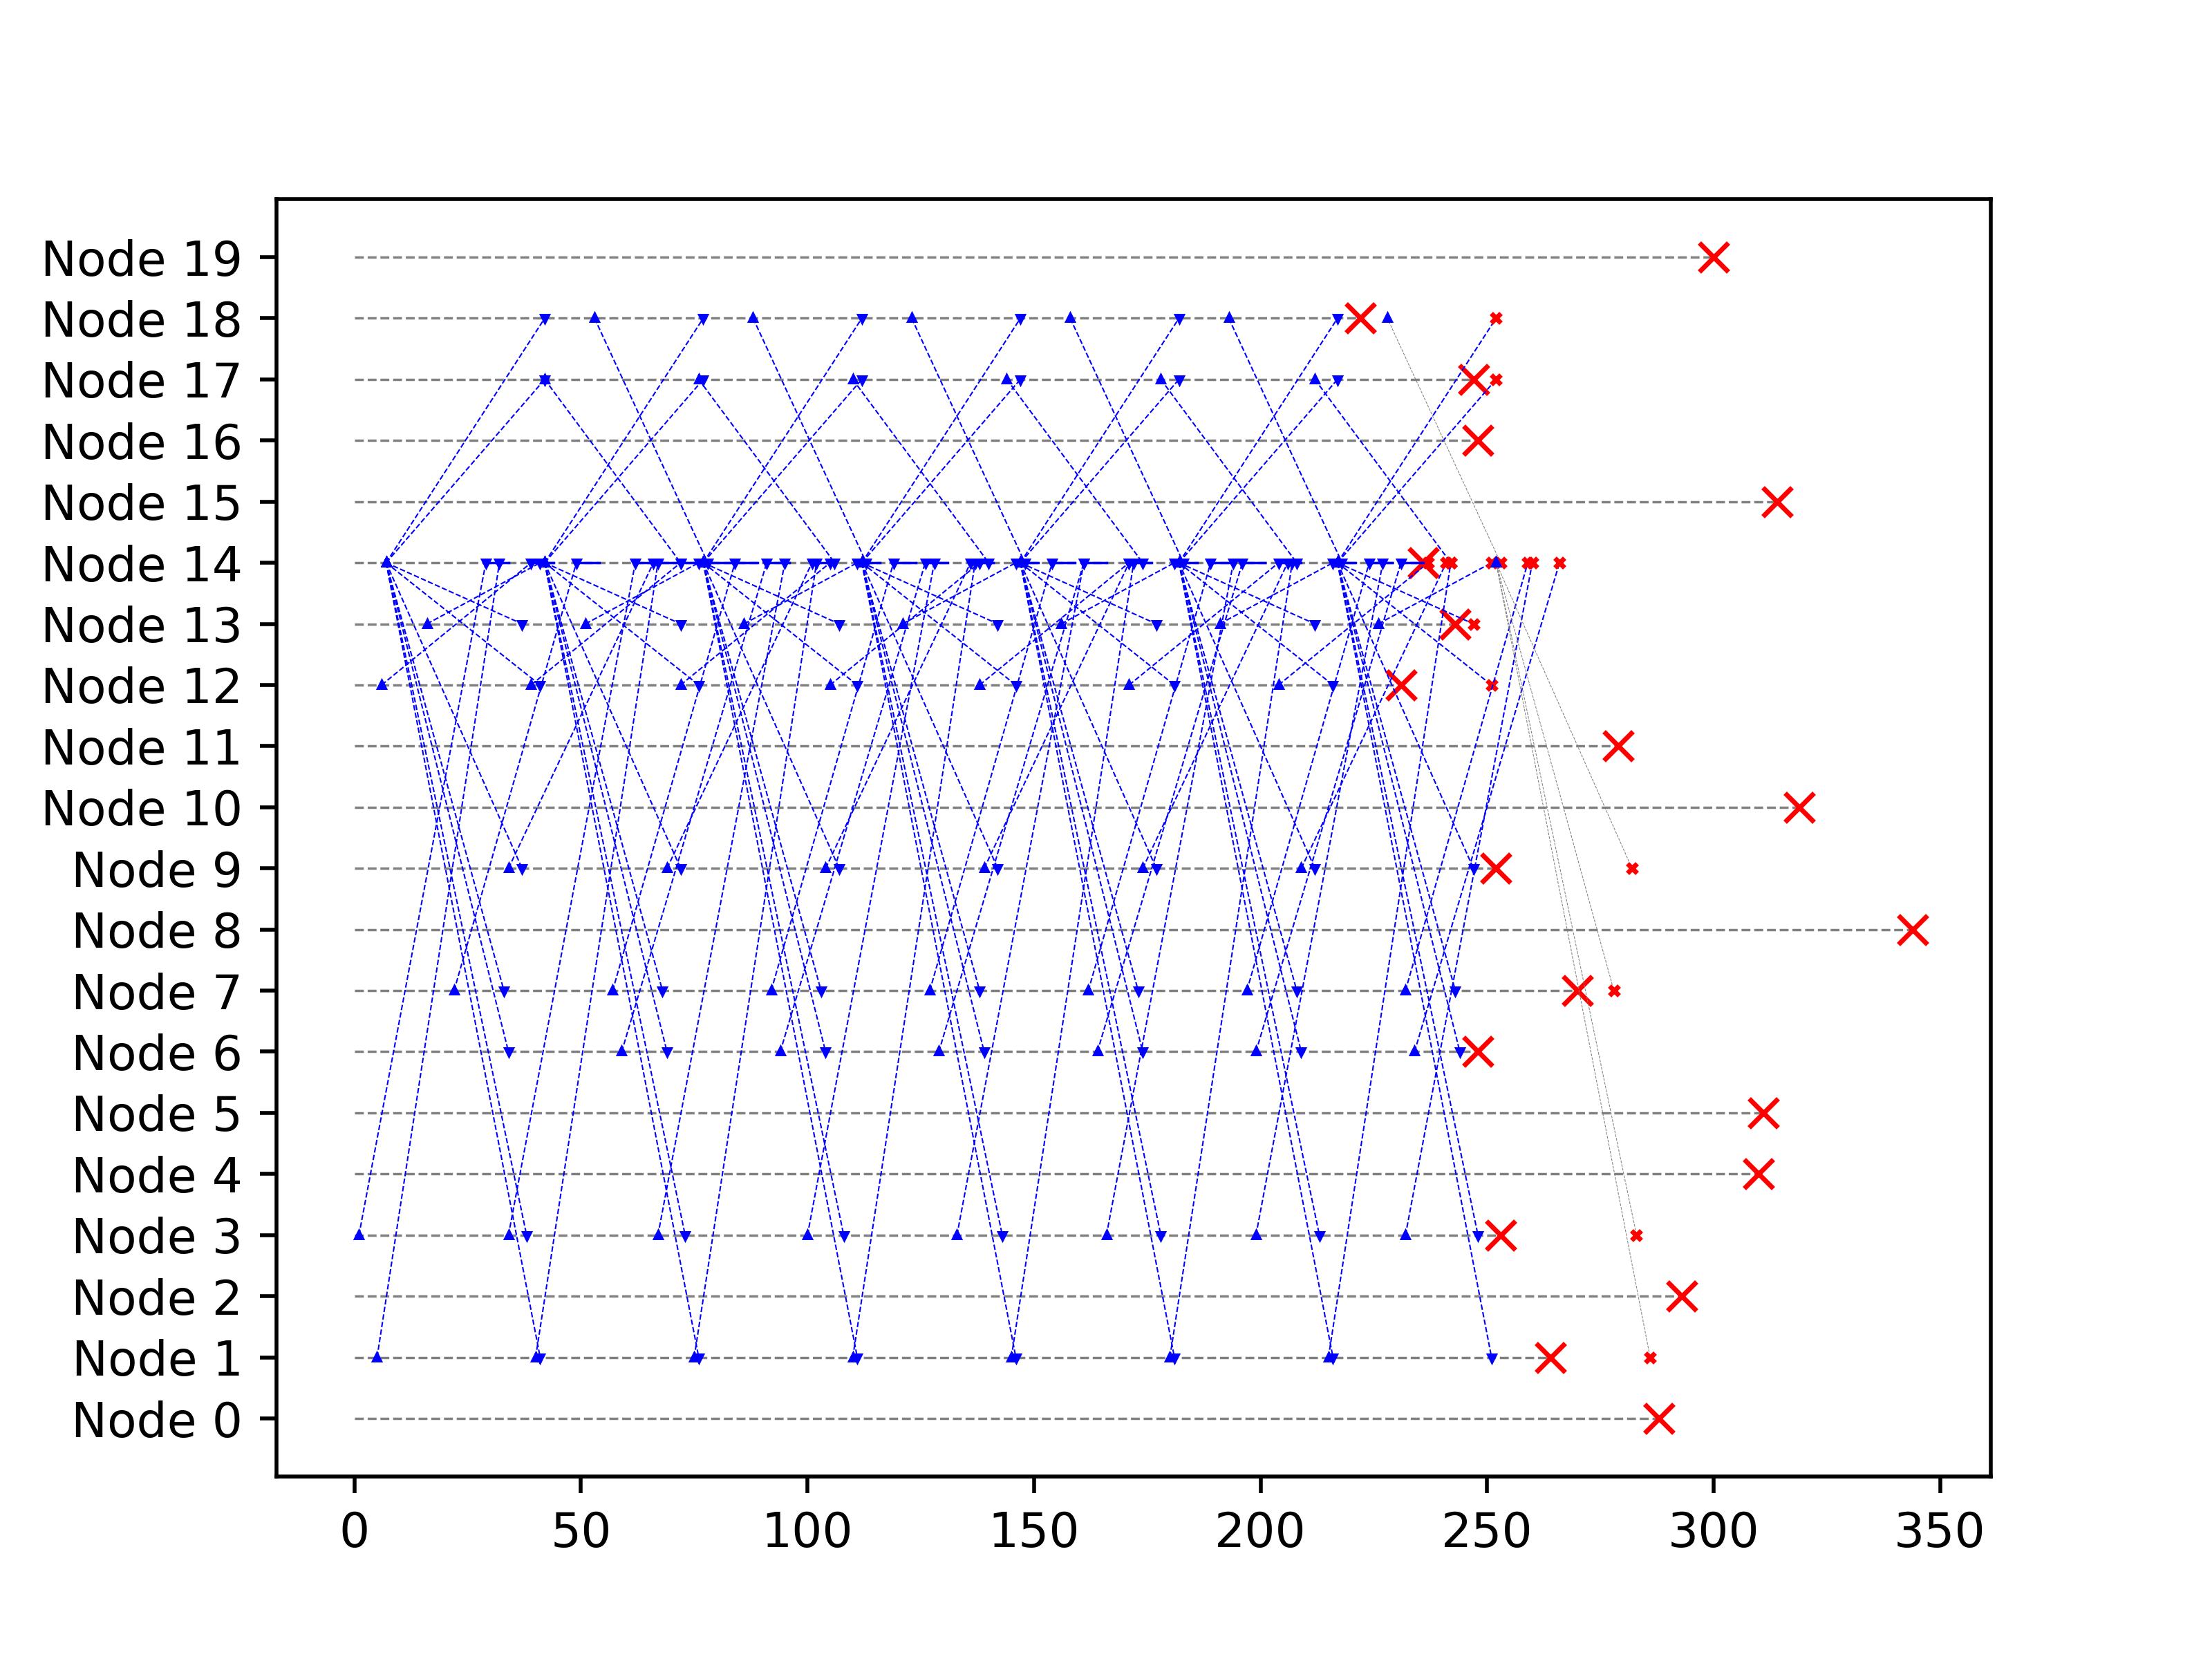 Node 19
Node 18
Node 17
Node 16
Node 15
Node 14
Node 13
Node 12
Node 11
Node 10
Node 9
Node 8
Node 7
Node 6
Node 5
Node 4
Node 3
Node 2
Node 1
Node 0
0 50 100 150 200 250 300 350